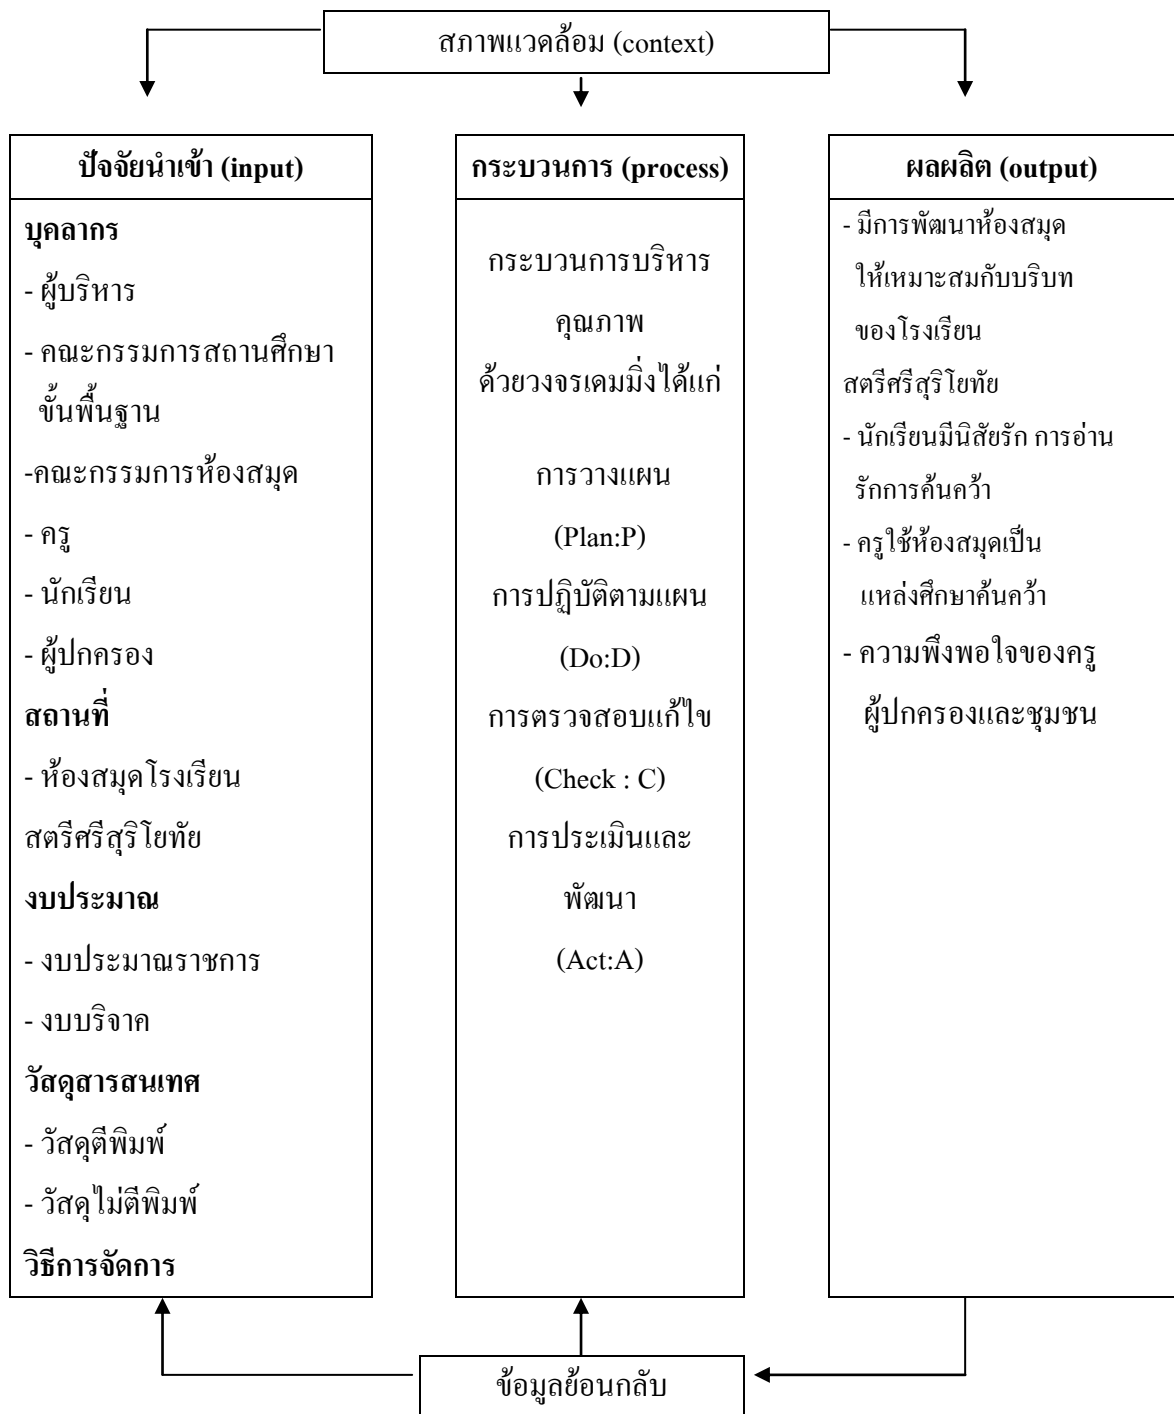 สภาพแวดล้อม (context)
ปัจจัยนำเข้า (input)
บุคลากร
- ผู้บริหาร
- คณะกรรมการสถานศึกษา
ขั้นพื้นฐาน
-คณะกรรมการห้องสมุด
- ครู
- นักเรียน
- ผู้ปกครอง
สถานที่
- ห้องสมุดโรงเรียน
สตรีศรีสุริโยทัย
งบประมาณ
- งบประมาณราชการ
- งบบริจาค
วัสดุสารสนเทศ
- วัสดุตีพิมพ์
- วัสดุไม่ตีพิมพ์
วิธีการจัดการ
กระบวนการ (process)
กระบวนการบริหาร
คุณภาพ
ด้วยวงจรเดมมิ่งได้แก่
การวางแผน
(Plan:P)
การปฏิบัติตามแผน
(Do:D)
การตรวจสอบแก้ไข
(Check : C)
การประเมินและ
พัฒนา
(Act:A)
ผลผลิต (output)
- มีการพัฒนาห้องสมุด
ให้เหมาะสมกับบริบท
ของโรงเรียน
สตรีศรีสุริโยทัย
- นักเรียนมีนิสัยรัก การอ่าน
รักการค้นคว้า
- ครูใช้ห้องสมุดเป็น
แหล่งศึกษาค้นคว้า
- ความพึงพอใจของครู
ผู้ปกครองและชุมชน
ข้อมูลย้อนกลับ